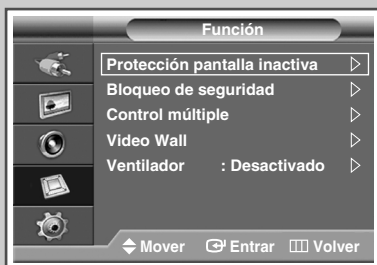 Función
Protección pantalla inactiva
Bloqueo de seguridad
Control múltiple
Video Wall
Ventilador : Desactivado
Mover Entrar Volver